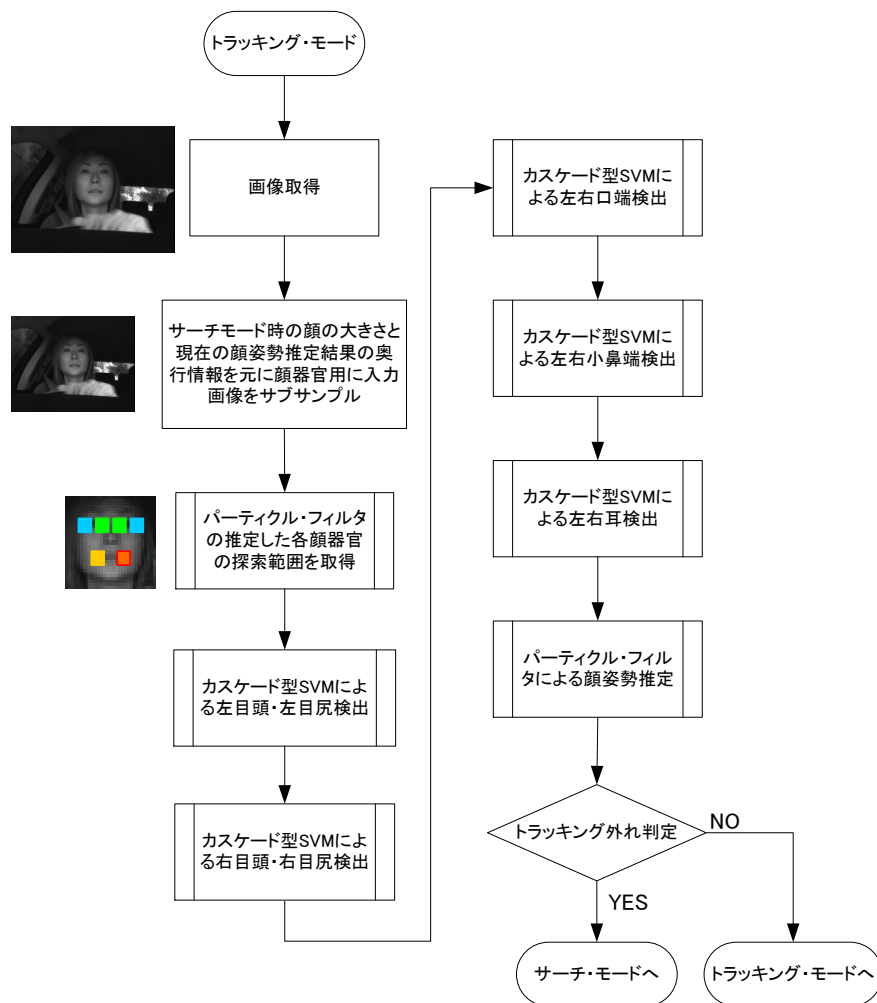 トラッキング・モード
画像取得
サーチモード時の顔の大きさと
現在の顔姿勢推定結果の奥
行情報を元に顔器官用に入力
画像をサブサンプル
パーティクル・フィルタ
の推定した各顔器官
の探索範囲を取得
カスケード型SVMによ
る左目頭・左目尻検出
カスケード型SVMによ
る右目頭・右目尻検出
カスケード型SVMに
よる左右口端検出
カスケード型SVMに
よる左右小鼻端検出
カスケード型SVMに
よる左右耳検出
パーティクル・フィル
タによる顔姿勢推定
トラッキング外れ判定
NO
YES
サーチ・モードへ
トラッキング・モードへ